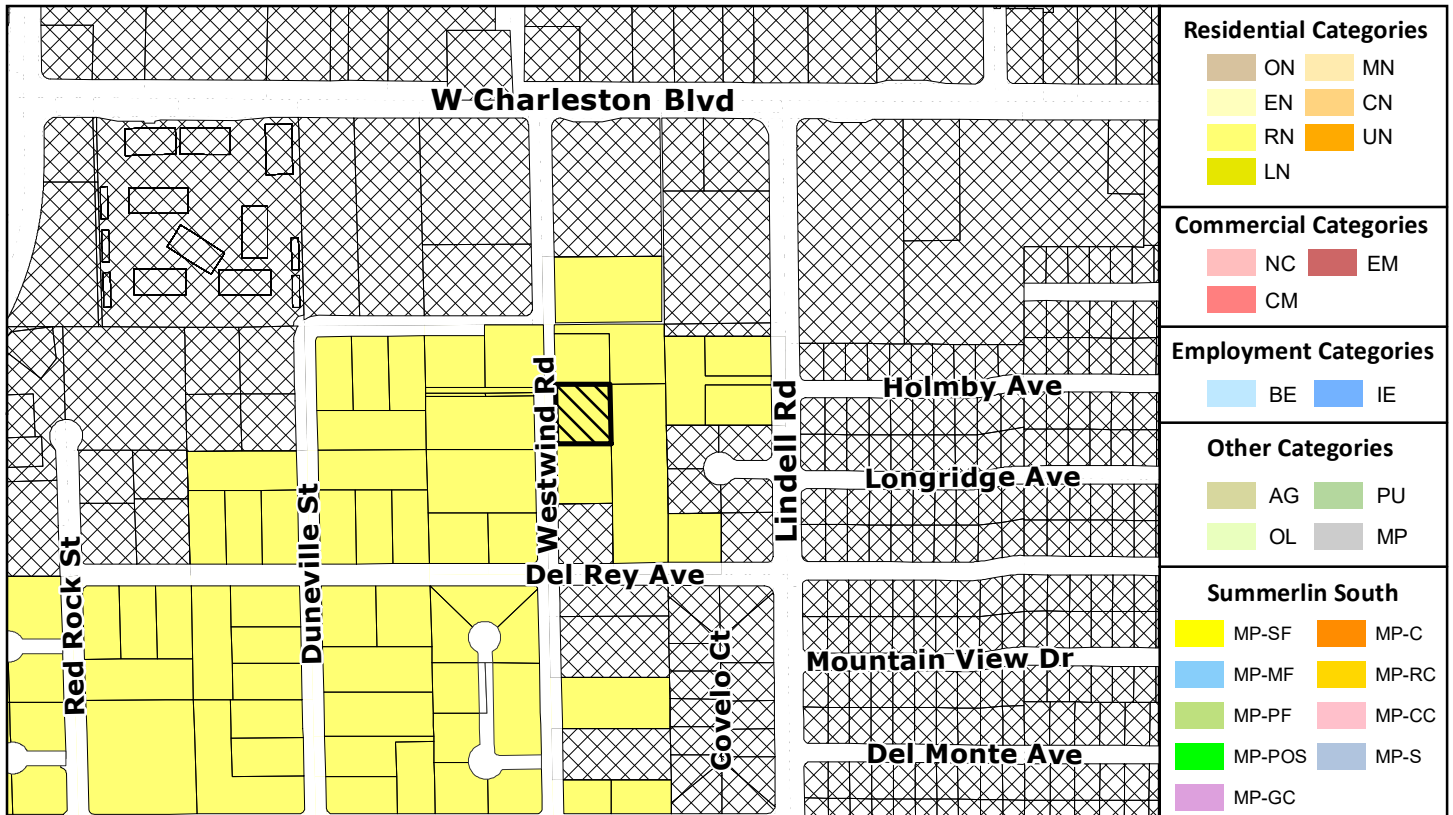 W Charleston Blvd
Westwind Rd
Lindell Rd
Holmby Ave
Longridge Ave
Duneville St
Red Rock St
Del Rey Ave
Covelo Ct
Mountain View Dr
Del Monte Ave
Residential Categories
ON MN
EN CN
RN UN
LN
Commercial Categories
NC EM
CM
Employment Categories
BE IE
Other Categories
AG PU
OL MP
Summerlin South
MP-SF MP-C
MP-MF MP-RC
MP-PF MP-CC
MP-POS MP-S
MP-GC